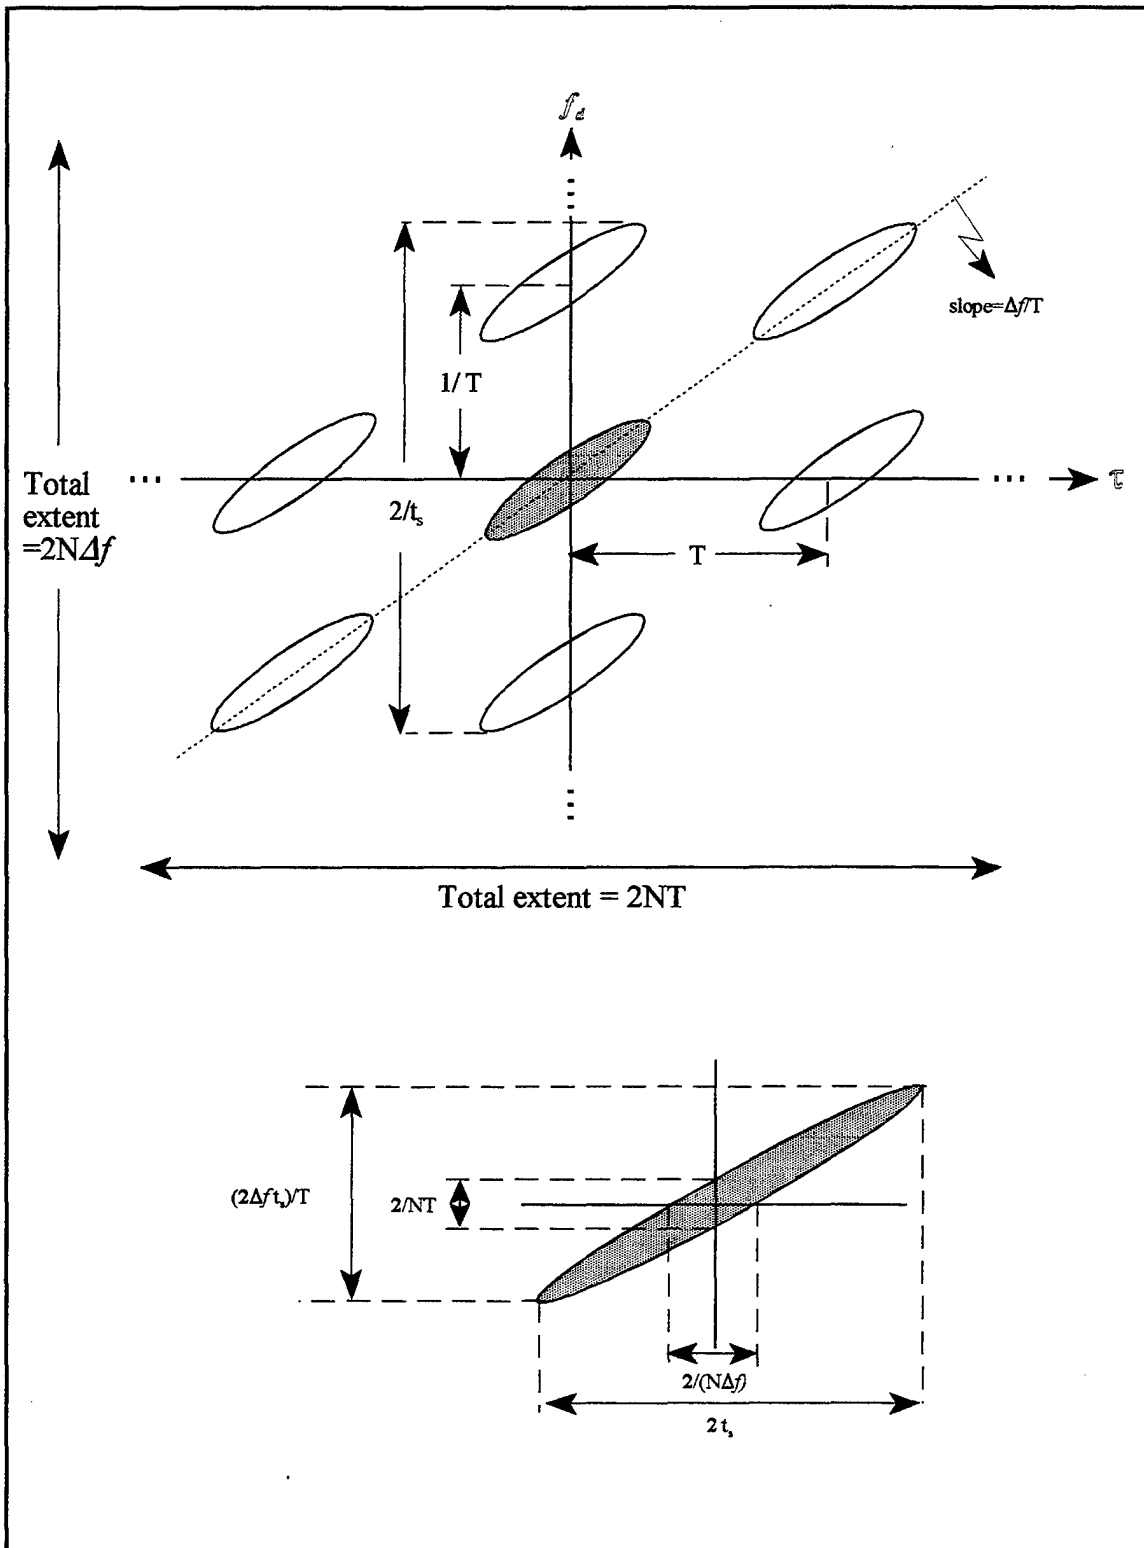 f_d
slope=Δf/T
1/T
Total
extent
=2NΔf
...
...
τ
2/t_s
T
Total extent = 2NT
(2Δf t_s)/T
2/NT
2/(NΔf)
2 t_s